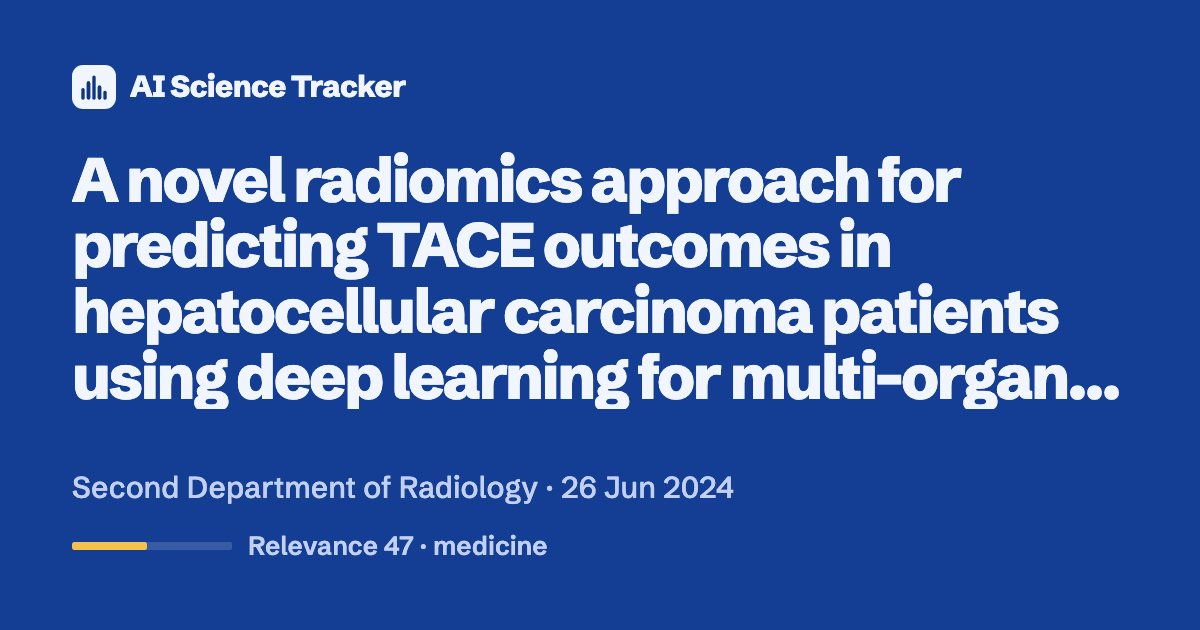 AI Science Tracker
A novel radiomics approach for
predicting TACE outcomes in
hepatocellular carcinoma patients
using deep learning for multi-organ...
Second Department of Radiology · 26 Jun 2024
Relevance 47 · medicine